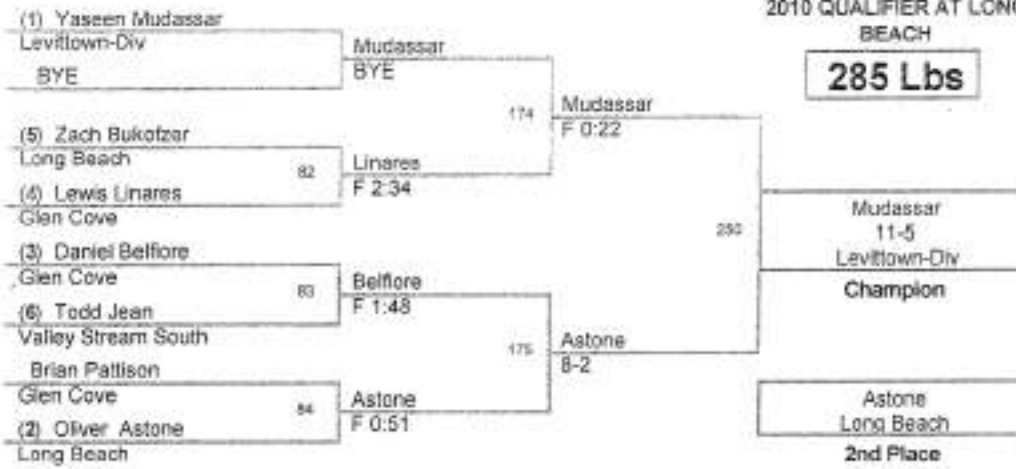 2010 QUALIFIER AT LONG
BEACH
285 Lbs
(1) Yaseen Mudassar
Levittown-Div
BYE
Mudassar
BYE
174
Mudassar
F 0:22
(5) Zach Bukofzer
Long Beach
82
Linares
F 2:34
(4) Lewis Linares
Glen Cove
250
Mudassar
11-5
Levittown-Div
Champion
(3) Daniel Belfiore
Glen Cove
83
Belfiore
F 1:48
(6) Todd Jean
Valley Stream South
175
Astone
8-2
Brian Pattison
Glen Cove
84
Astone
F 0:51
(2) Oliver Astone
Long Beach
Astone
Long Beach
2nd Place